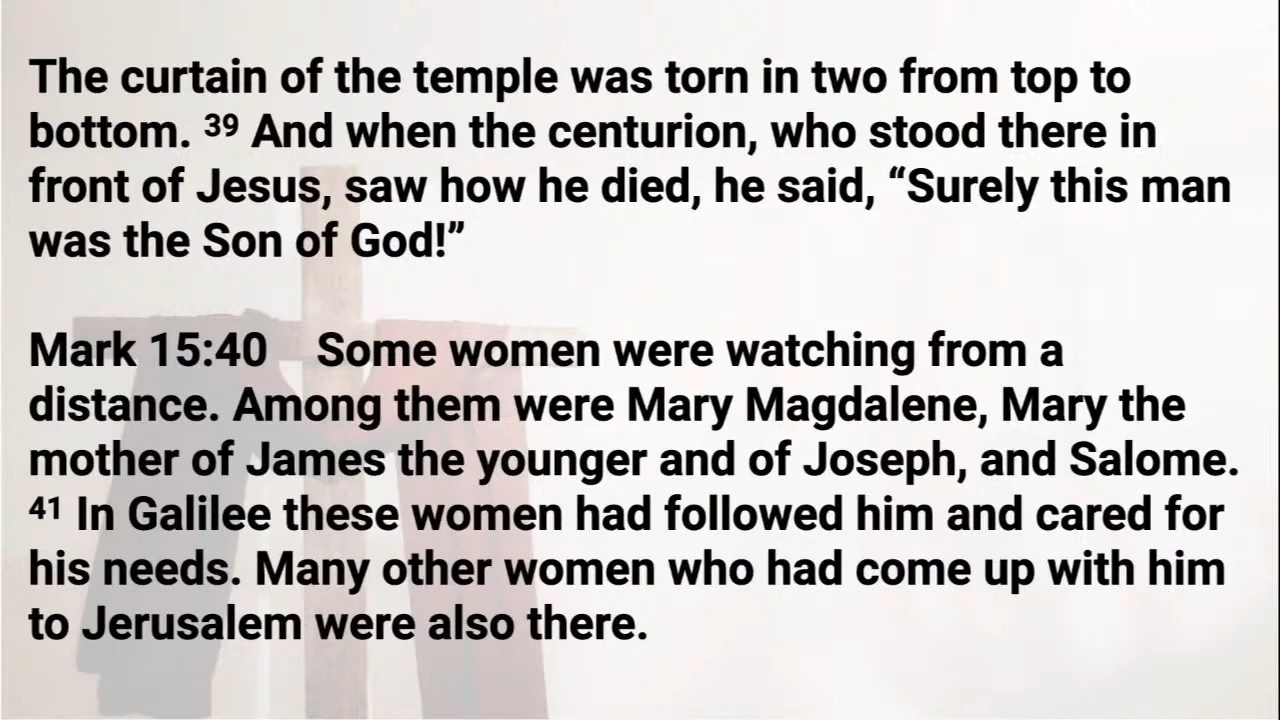 The curtain of the temple was torn in two from top to
bottom. ³⁹ And when the centurion, who stood there in
front of Jesus, saw how he died, he said, “Surely this man
was the Son of God!”
Mark 15:40    Some women were watching from a
distance. Among them were Mary Magdalene, Mary the
mother of James the younger and of Joseph, and Salome.
⁴¹ In Galilee these women had followed him and cared for
his needs. Many other women who had come up with him
to Jerusalem were also there.